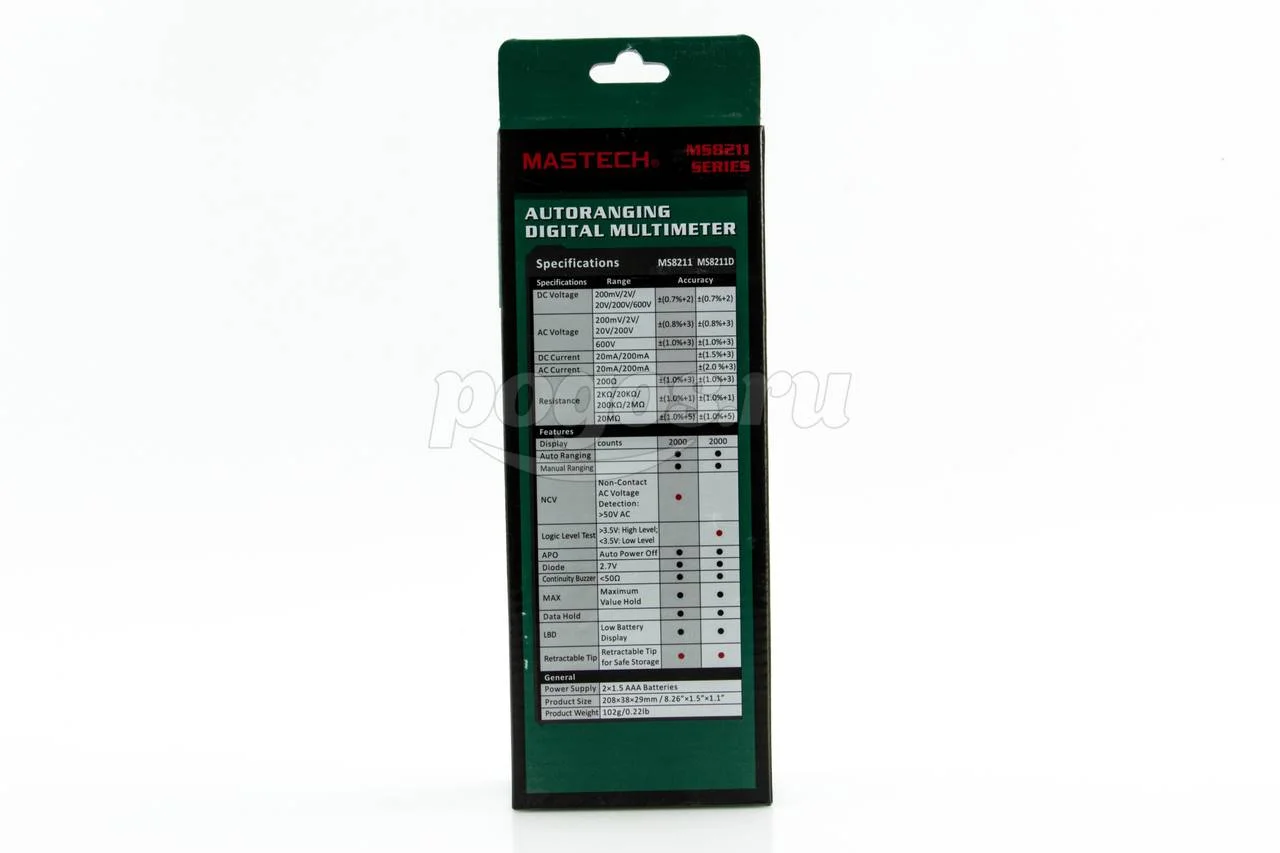 MASTECH®
MS8211
SERIES
AUTORANGING
DIGITAL MULTIMETER
Specifications MS8211 MS8211D
Specifications Range Accuracy
DC Voltage 200mV/2V/
20V/200V/600V ±(0.7%+2) ±(0.7%+2)
AC Voltage 200mV/2V/
20V/200V ±(0.8%+3) ±(0.8%+3)
600V ±(1.0%+3) ±(1.0%+3)
DC Current 20mA/200mA ±(1.5%+3)
AC Current 20mA/200mA ±(2.0 %+3)
Resistance 200Ω ±(1.0%+3) ±(1.0%+3)
2KΩ/20KΩ/
200KΩ/2MΩ ±(1.0%+1) ±(1.0%+1)
20MΩ ±(1.0%+5) ±(1.0%+5)
Features
Display counts 2000 2000
Auto Ranging ● ●
Manual Ranging ● ●
NCV Non-Contact
AC Voltage
Detection:
>50V AC ●
Logic Level Test >3.5V: High Level;
<3.5V: Low Level ●
APO Auto Power Off ● ●
Diode 2.7V ● ●
Continuity Buzzer <50Ω ● ●
MAX Maximum
Value Hold ● ●
Data Hold ● ●
LBD Low Battery
Display ● ●
Retractable Tip Retractable Tip
for Safe Storage ● ●
General
Power Supply 2×1.5 AAA Batteries
Product Size 208×38×29mm / 8.26"×1.5"×1.1"
Product Weight 102g/0.22lb
pogos.ru